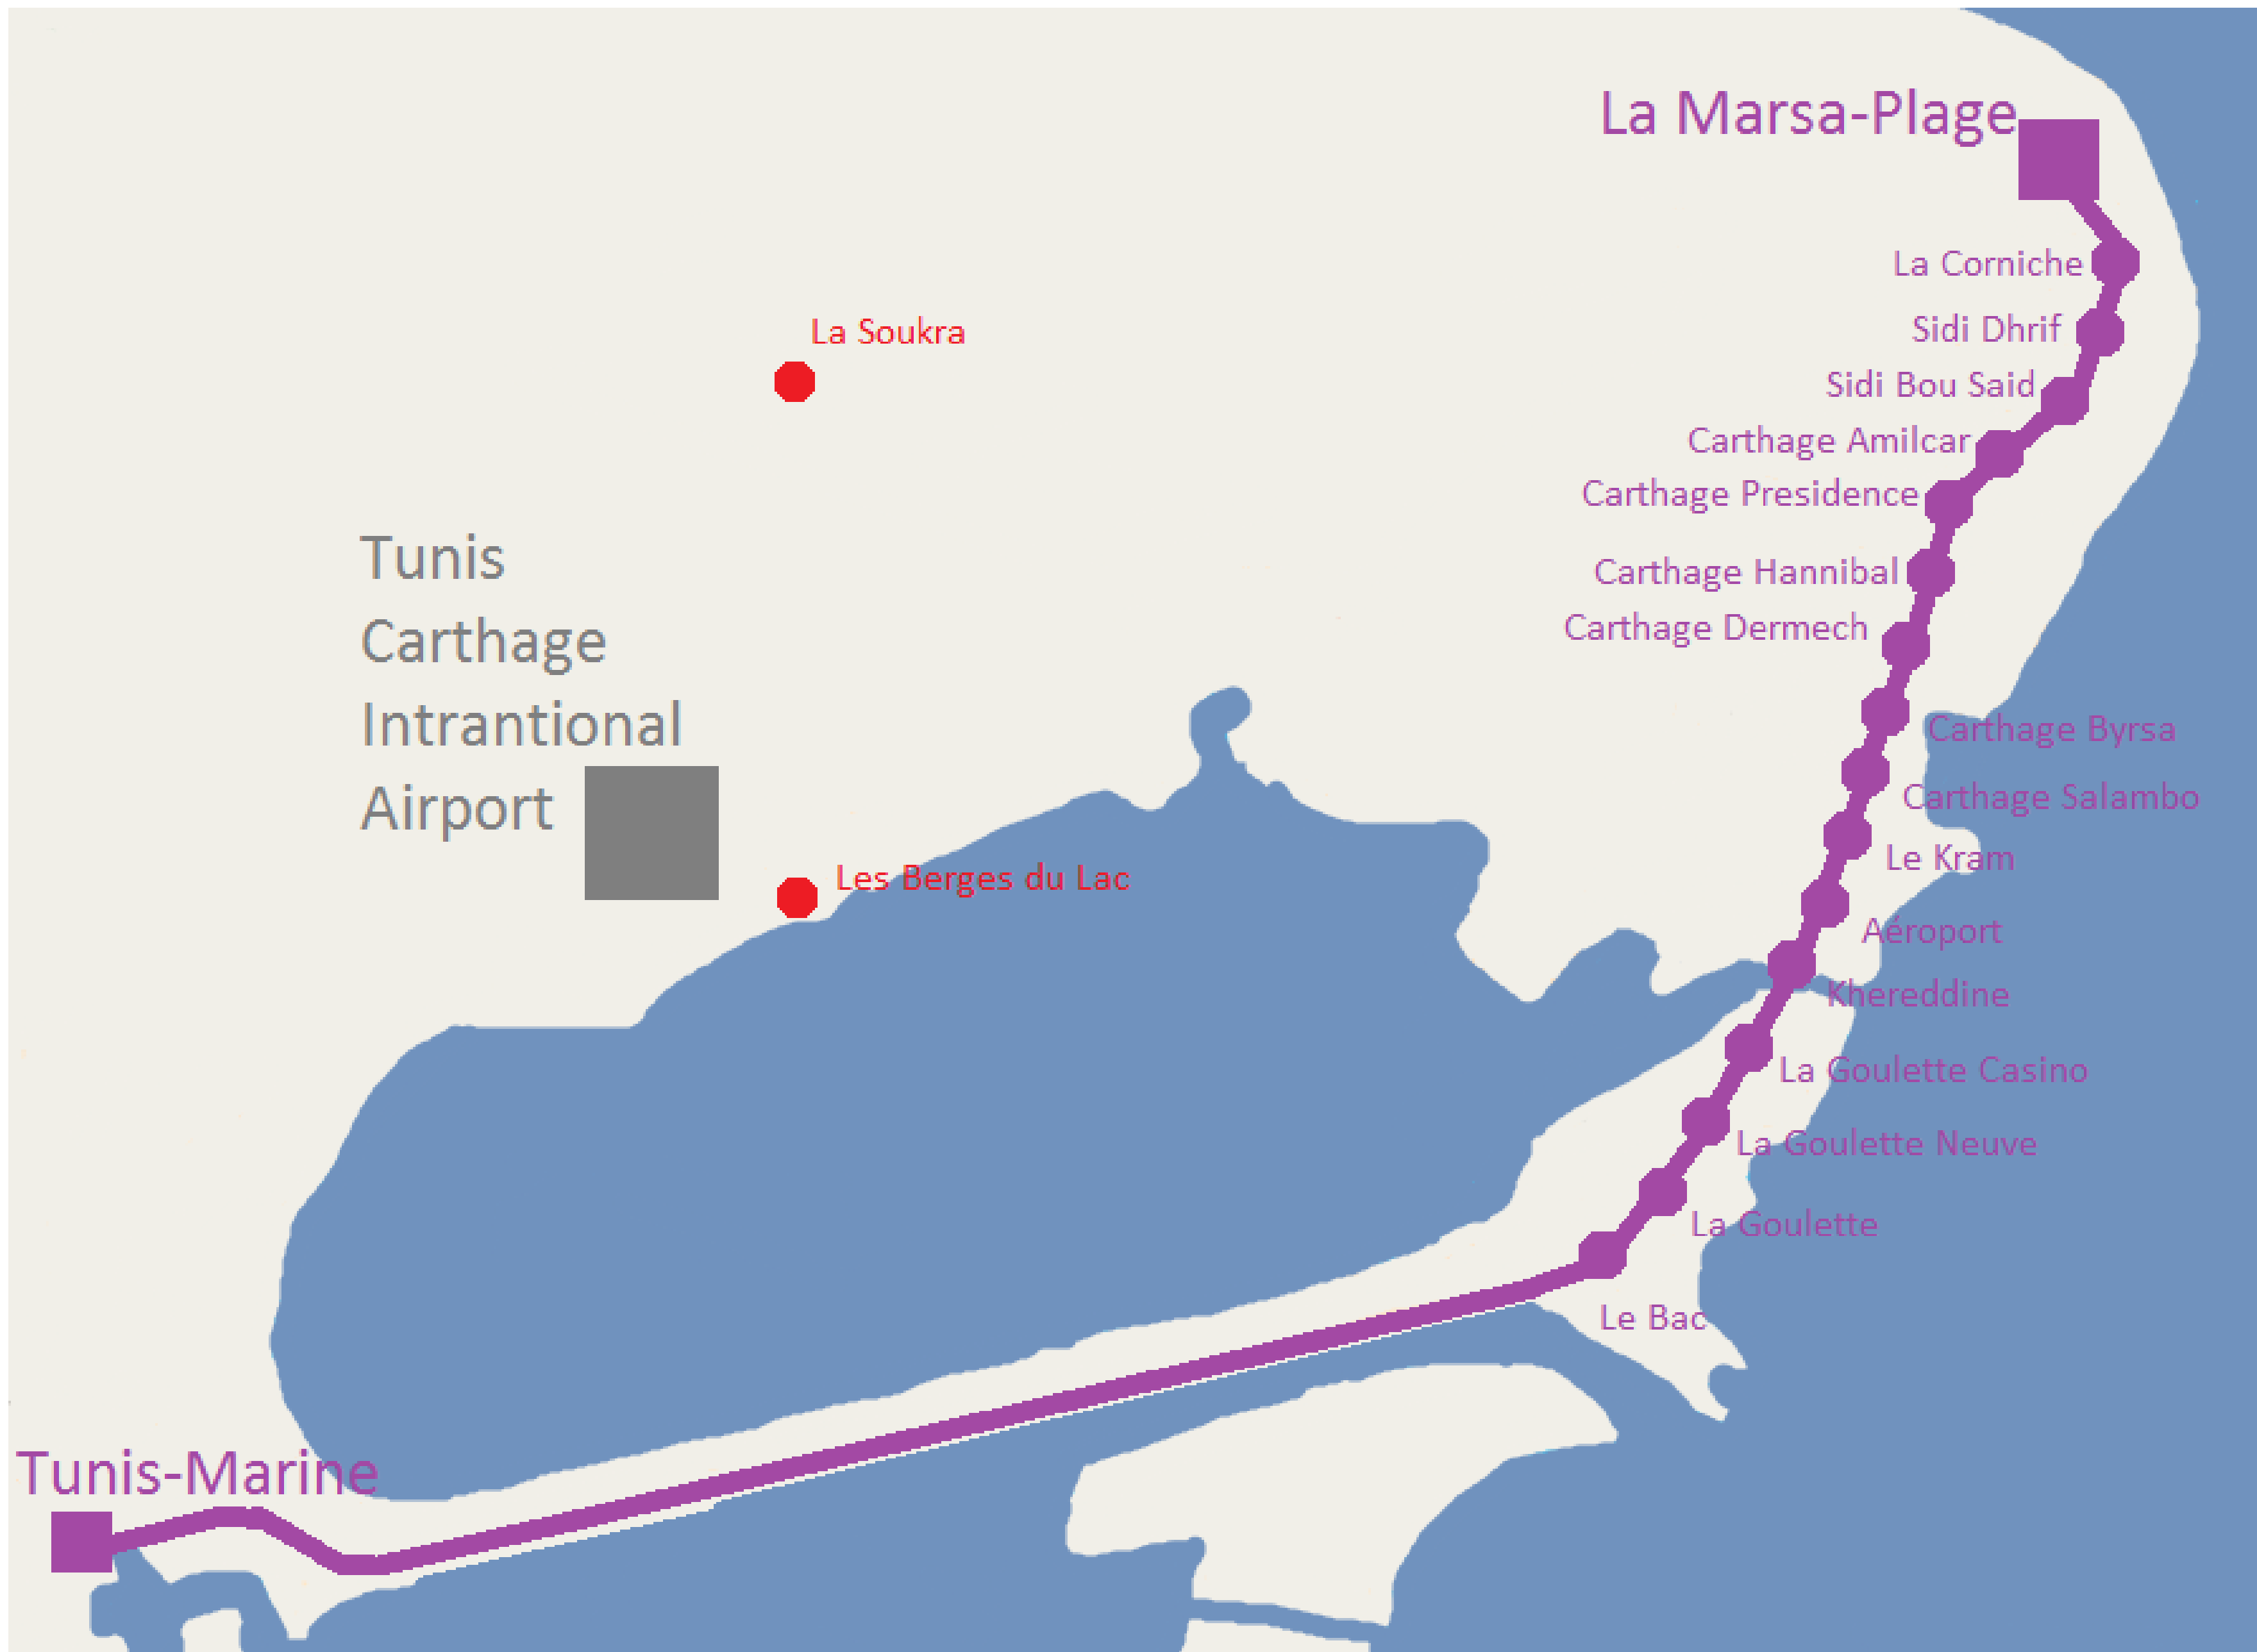 La Marsa-Plage
La Corniche
Sidi Dhrif
La Soukra
Sidi Bou Said
Carthage Amilcar
Carthage Presidence
Tunis
Carthage
Intrantional
Airport
Carthage Hannibal
Carthage Dermech
Carthage Byrsa
Carthage Salambo
Le Kram
Les Berges du Lac
Aéroport
Khereddine
La Goulette Casino
La Goulette Neuve
La Goulette
Le Bac
Tunis-Marine